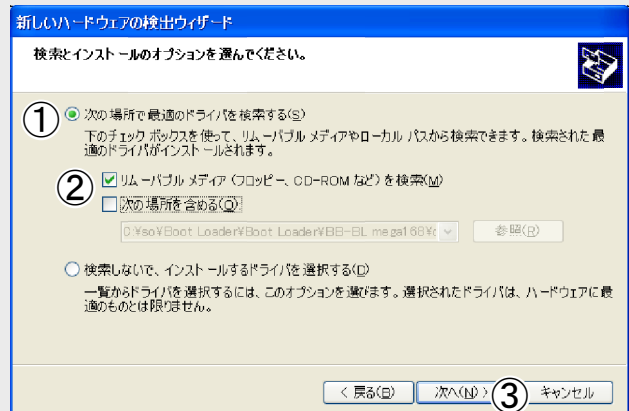 新しいハードウェアの検出ウィザード
検索とインストールのオプションを選んでください。
① 次の場所で最適のドライバを検索する(S)
下のチェック ボックスを使って、リムーバブル メディアやローカル パスから検索できます。検索された最
適のドライバがインストールされます。
② リムーバブル メディア (フロッピー、CD-ROM など) を検索(M)
次の場所を含める(O)
C:¥so¥Boot Loader¥Boot Loader¥BB-BL mega168¥c
参照(R)
検索しないで、インストールするドライバを選択する(D)
一覧からドライバを選択するには、このオプションを選びます。選択されたドライバは、ハードウェアに最
適のものとは限りません。
< 戻る(B) 次へ(N) > ③ キャンセル